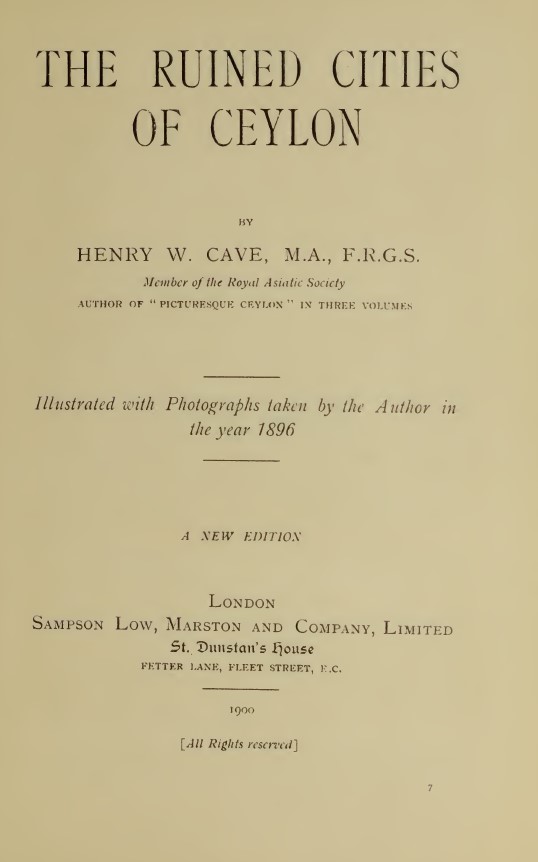 THE RUINED CITIES
OF CEYLON
BY
HENRY W. CAVE, M.A., F.R.G.S.
Member of the Royal Asiatic Society
AUTHOR OF "PICTURESQUE CEYLON" IN THREE VOLUMES
Illustrated with Photographs taken by the Author in
the year 1896
A NEW EDITION
LONDON
SAMPSON LOW, MARSTON AND COMPANY, LIMITED
St. Dunstan's House
FETTER LANE, FLEET STREET, E.C.
1900
[All Rights reserved]
7